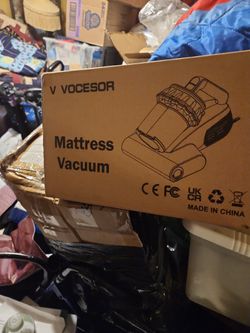 V VOCESOR
Mattress
Vacuum
CE FC UK
CA
MADE IN CHINA